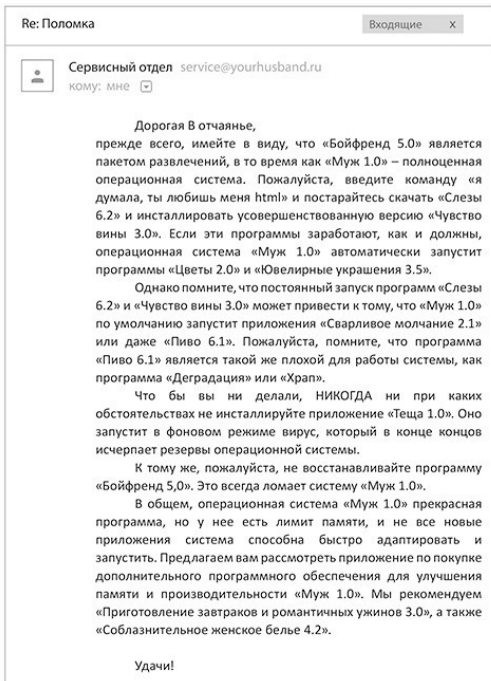 Re: Поломка
Входящие X
Сервисный отдел service@yourhusband.ru
кому: мне
Дорогая В отчаянье,
прежде всего, имейте в виду, что «Бойфренд 5.0» является
пакетом развлечений, в то время как «Муж 1.0» – полноценная
операционная система. Пожалуйста, введите команду «я
думала, ты любишь меня html» и постарайтесь скачать «Слезы
6.2» и инсталлировать усовершенствованную версию «Чувство
вины 3.0». Если эти программы заработают, как и должны,
операционная система «Муж 1.0» автоматически запустит
программы «Цветы 2.0» и «Ювелирные украшения 3.5».
Однако помните, что постоянный запуск программ «Слезы
6.2» и «Чувство вины 3.0» может привести к тому, что «Муж 1.0»
по умолчанию запустит приложения «Сварливое молчание 2.1»
или даже «Пиво 6.1». Пожалуйста, помните, что программа
«Пиво 6.1» является такой же плохой для работы системы, как
программа «Деградация» или «Храп».
Что бы вы ни делали, НИКОГДА ни при каких
обстоятельствах не инсталлируйте приложение «Теща 1.0». Оно
запустит в фоновом режиме вирус, который в конце концов
исчерпает резервы операционной системы.
К тому же, пожалуйста, не восстанавливайте программу
«Бойфренд 5,0». Это всегда ломает систему «Муж 1.0».
В общем, операционная система «Муж 1.0» прекрасная
программа, но у нее есть лимит памяти, и не все новые
приложения система способна быстро адаптировать и
запустить. Предлагаем вам рассмотреть приложение по покупке
дополнительного программного обеспечения для улучшения
памяти и производительности «Муж 1.0». Мы рекомендуем
«Приготовление завтраков и романтичных ужинов 3.0», а также
«Соблазнительное женское белье 4.2».
Удачи!